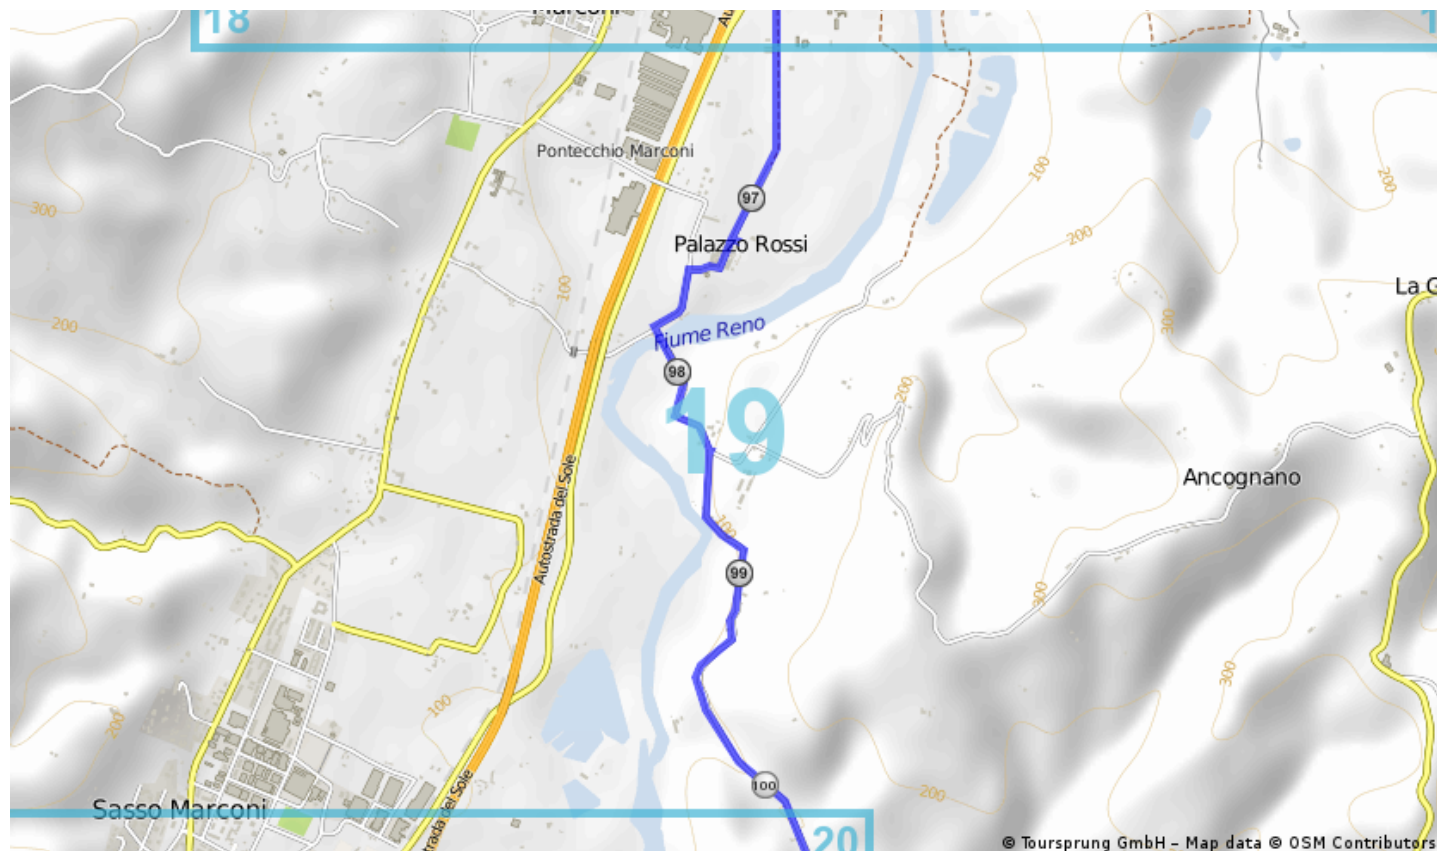 18
Marconi
Pontecchio Marconi
100
200
300
97
200
Palazzo Rossi
100
300
La G
200
Fiume Reno
98
200
19
Ancognano
Autostrada del Sole
100
99
300
300
100
200
100
200
Sasso Marconi
strada del Sole
20
© Toursprung GmbH – Map data © OSM Contributors